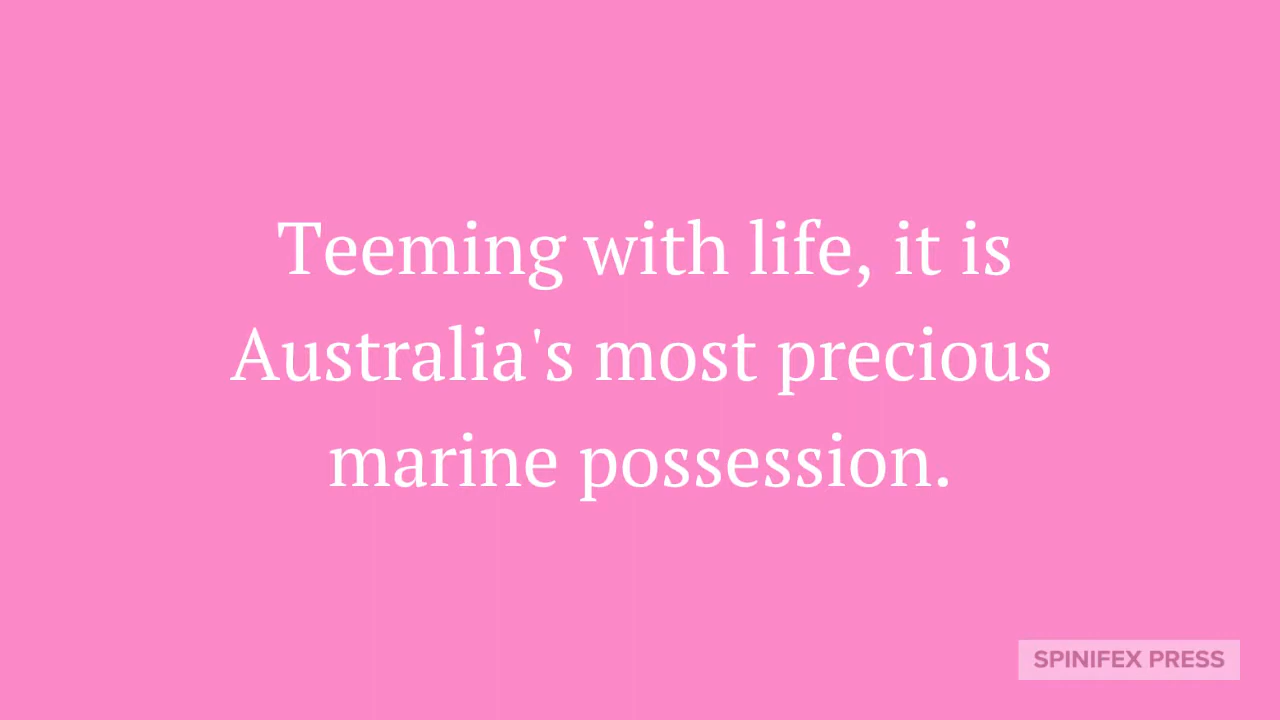 Teeming with life, it is
Australia's most precious
marine possession.
SPINIFEX PRESS